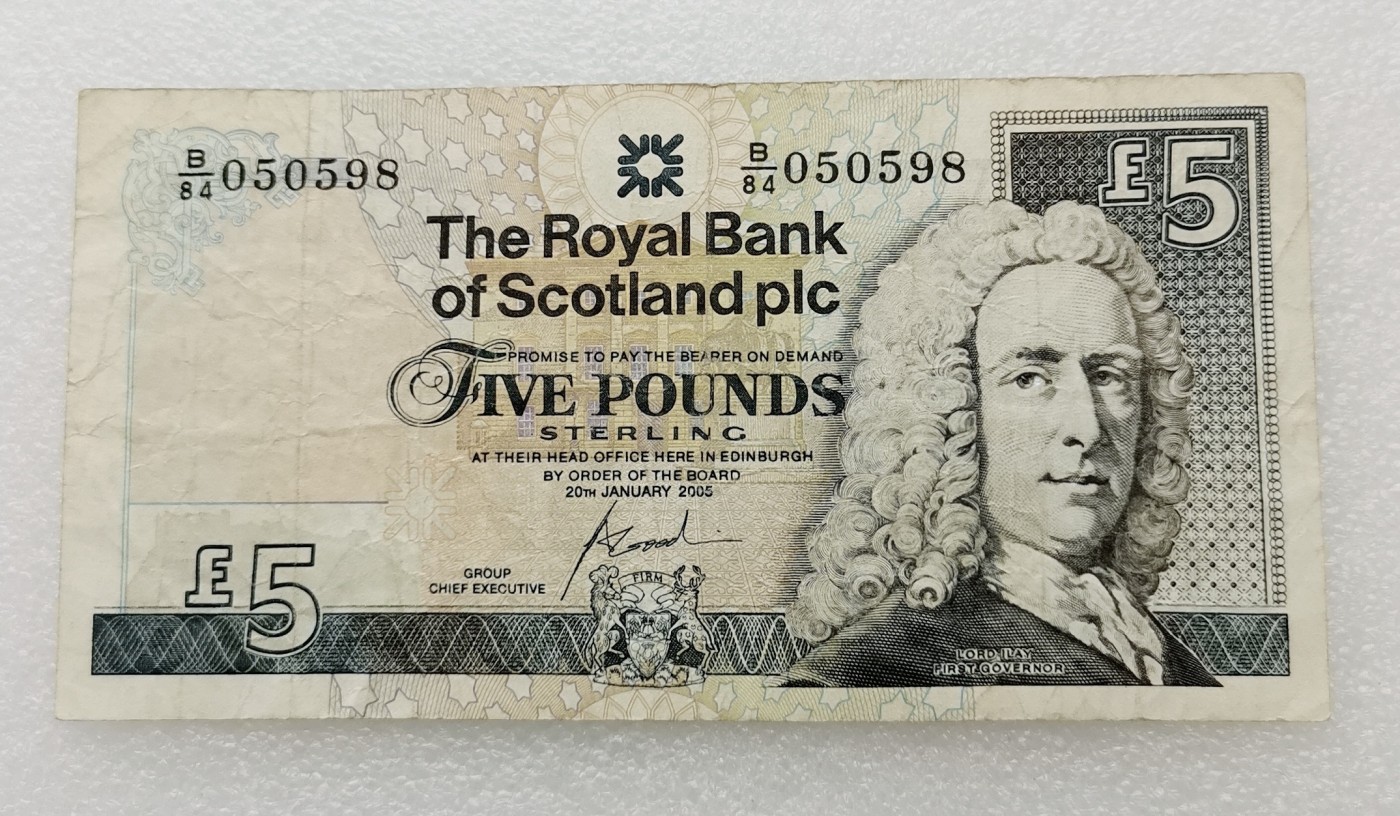 B/84 050598
B/84 050598
£5
The Royal Bank
of Scotland plc
PROMISE TO PAY THE BEARER ON DEMAND
FIVE POUNDS
STERLING
AT THEIR HEAD OFFICE HERE IN EDINBURGH
BY ORDER OF THE BOARD
20TH JANUARY 2005
GROUP
CHIEF EXECUTIVE
FIRM
£5
LORD ILAY
FIRST GOVERNOR